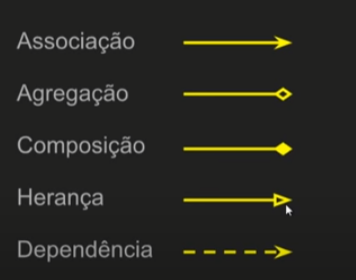 Associação
Agregação
Composição
Herança
Dependência